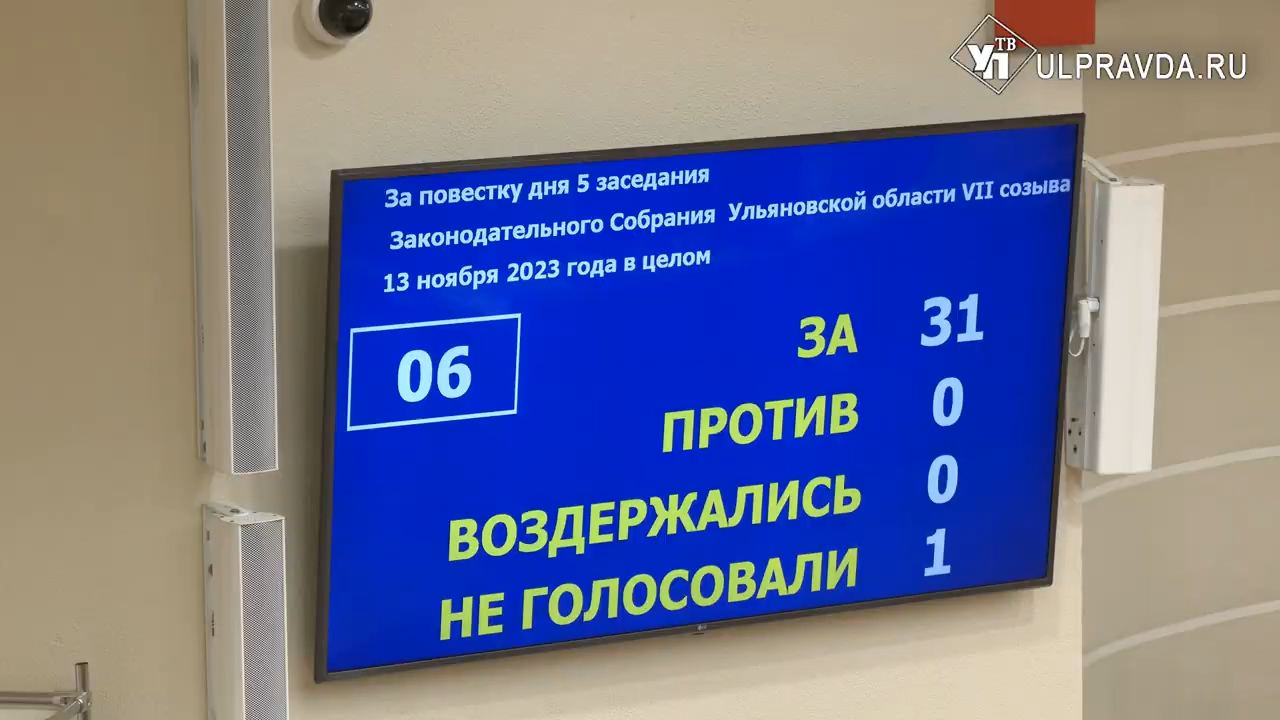 УП ТВ ULPRAVDA.RU
За повестку дня 5 заседания
Законодательного Собрания Ульяновской области VII созыва
13 ноября 2023 года в целом
06
ЗА 31
ПРОТИВ 0
ВОЗДЕРЖАЛИСЬ 0
НЕ ГОЛОСОВАЛИ 1